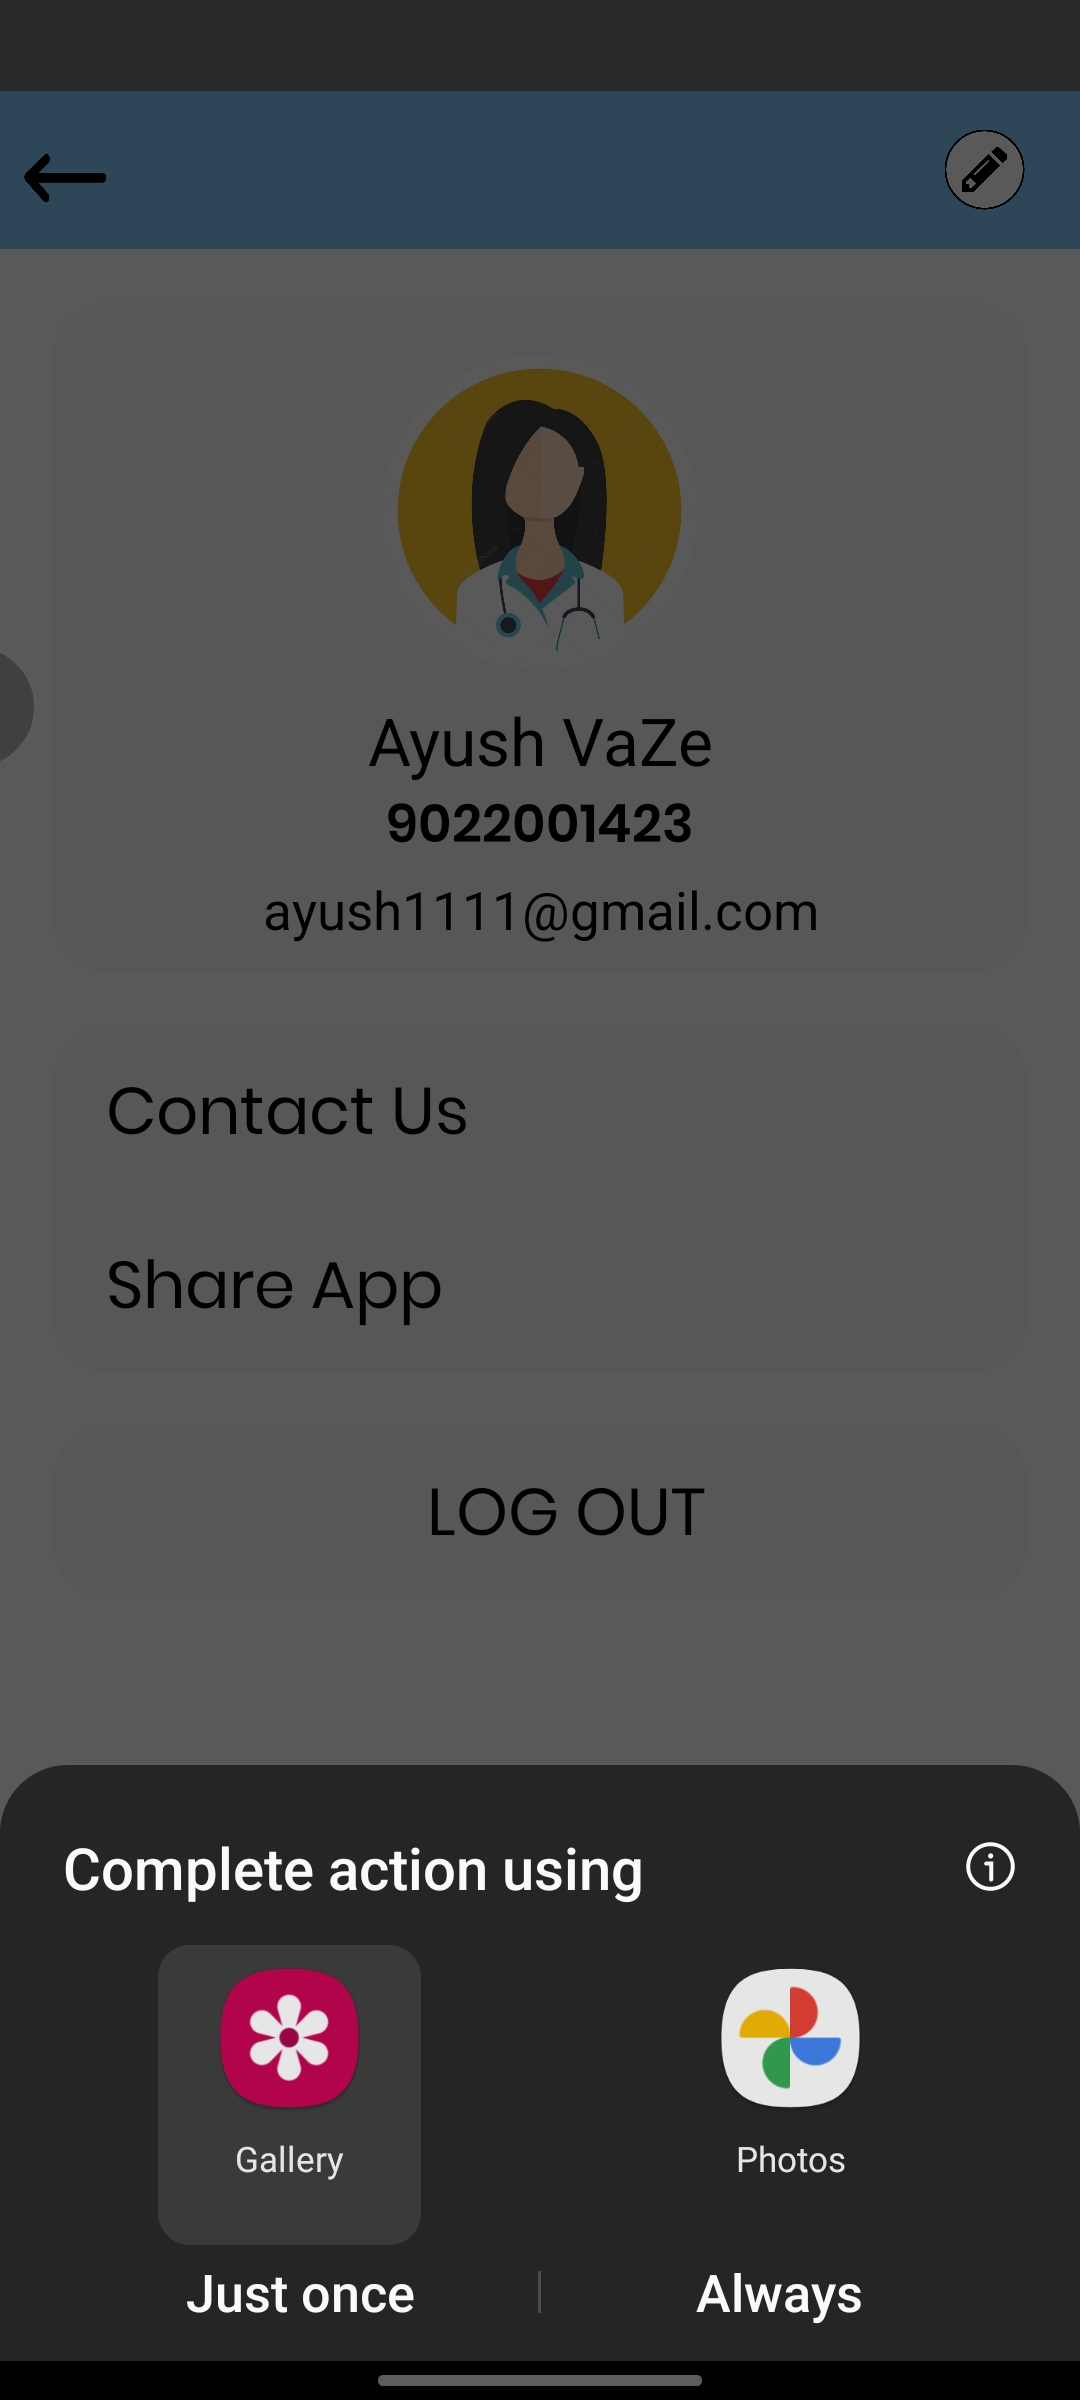 Ayush VaZe
9022001423
ayush1111@gmail.com
Contact Us
Share App
LOG OUT
Complete action using
Gallery
Photos
Just once
Always